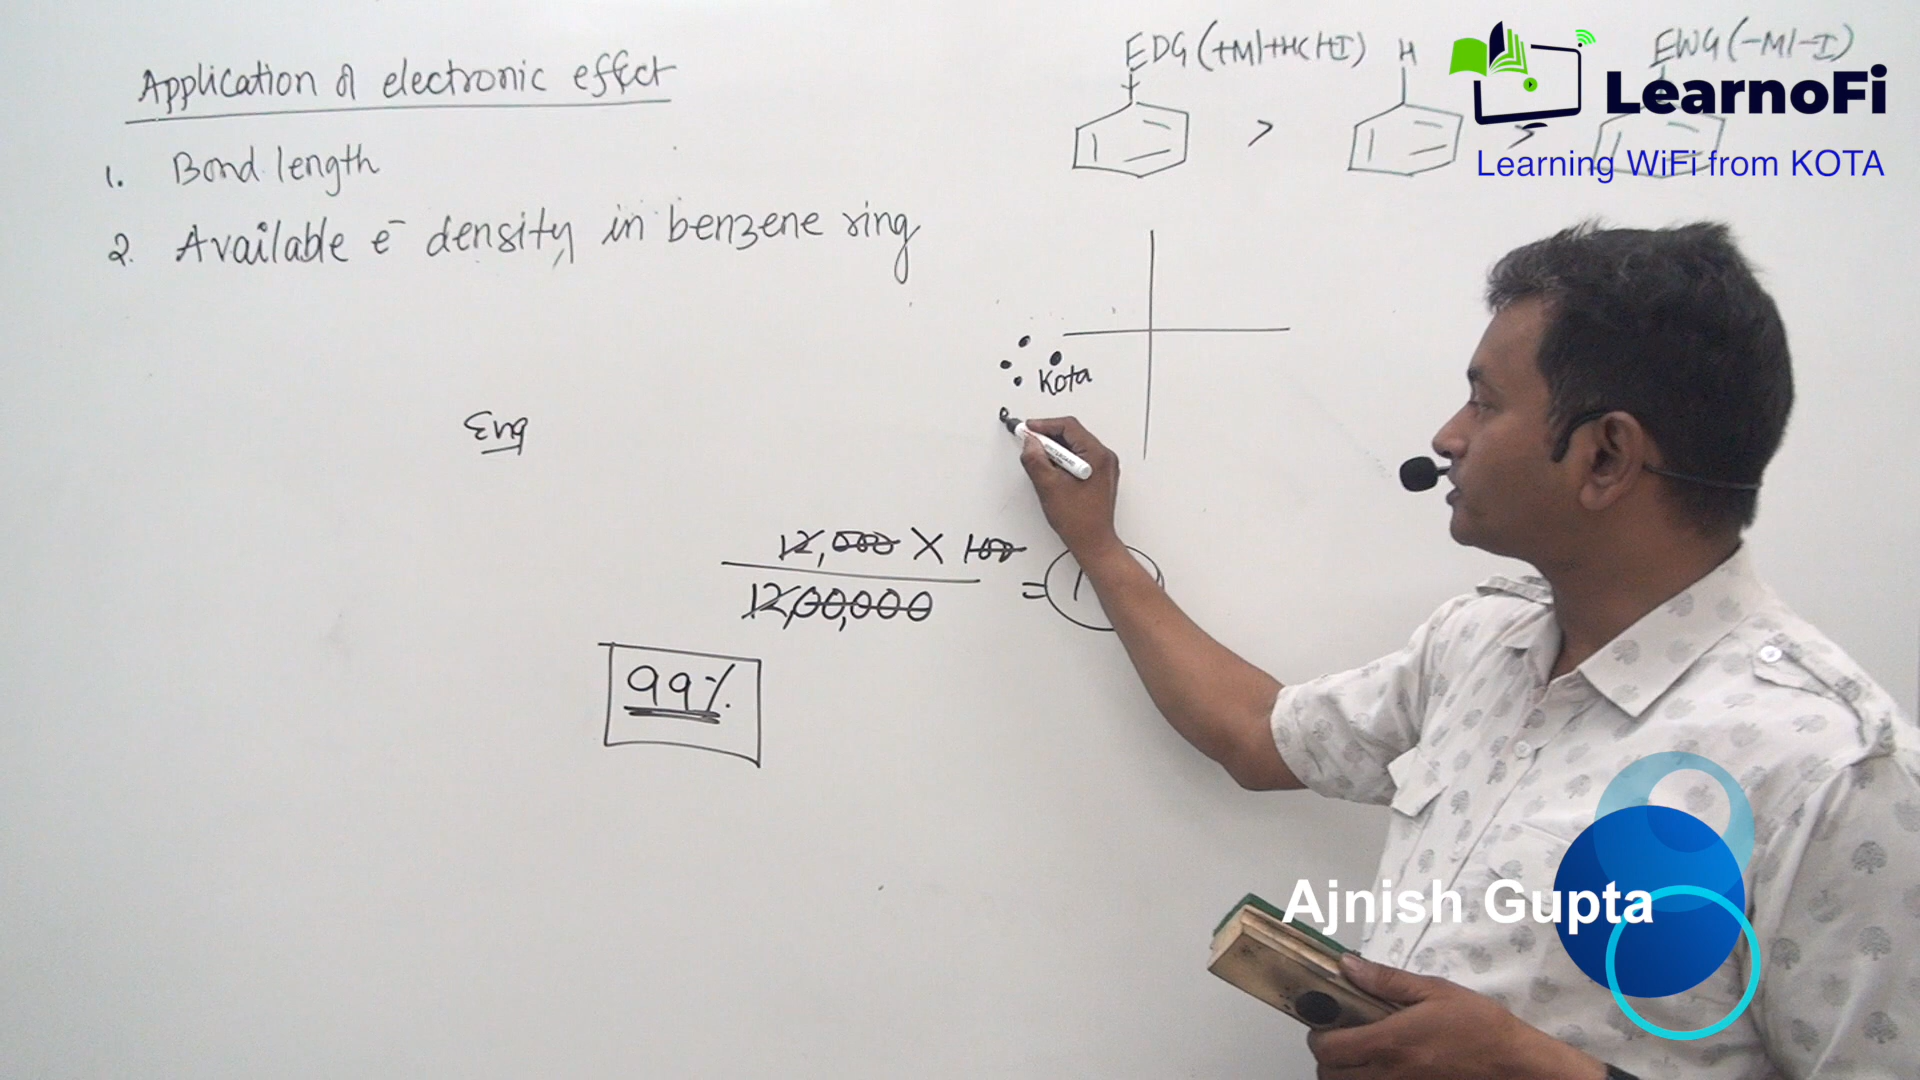 Application of electronic effect
1. Bond length
2. Available e⁻ density in benzene ring
EDG (+M/+HC/+I)
H
EWG (-M/-I)
> >
LearnoFi
Learning WiFi from KOTA
Kota
12,000 X 100
12,00,000
=
99%
Ajnish Gupta